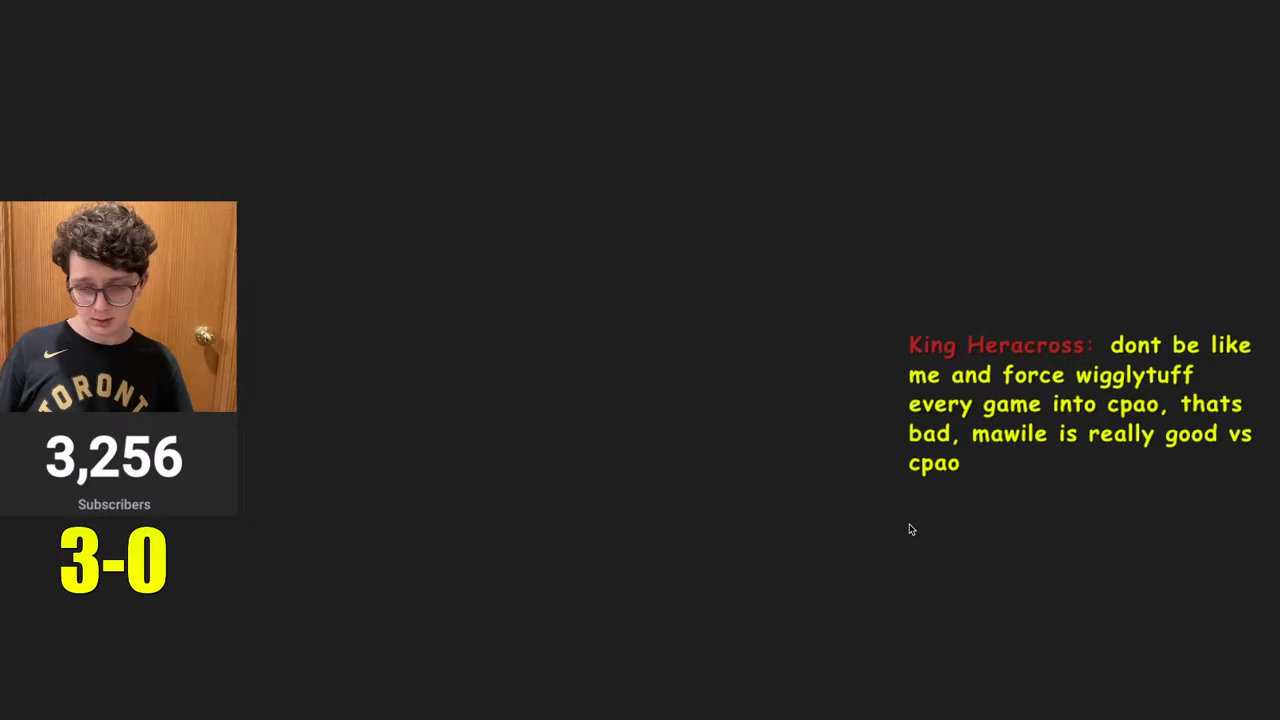 TORONT
3,256
Subscribers
3-0
King Heracross: dont be like
me and force wigglytuff
every game into cpao, thats
bad, mawile is really good vs
cpao